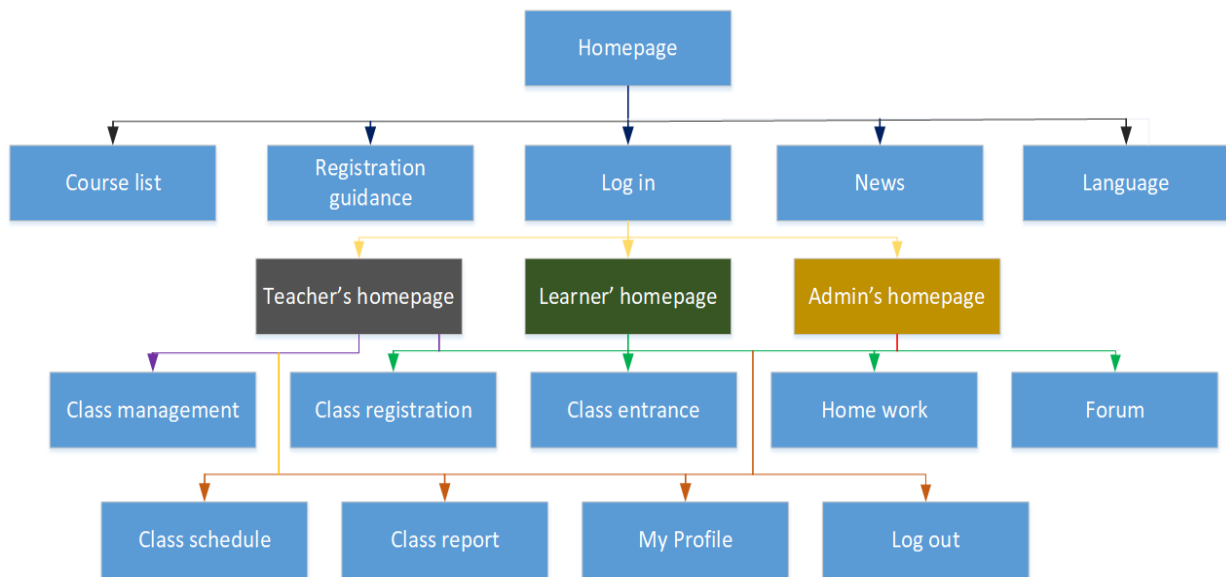 Homepage
Course list
Registration
guidance
Log in
News
Language
Teacher’s homepage
Learner’ homepage
Admin’s homepage
Class management
Class registration
Class entrance
Home work
Forum
Class schedule
Class report
My Profile
Log out